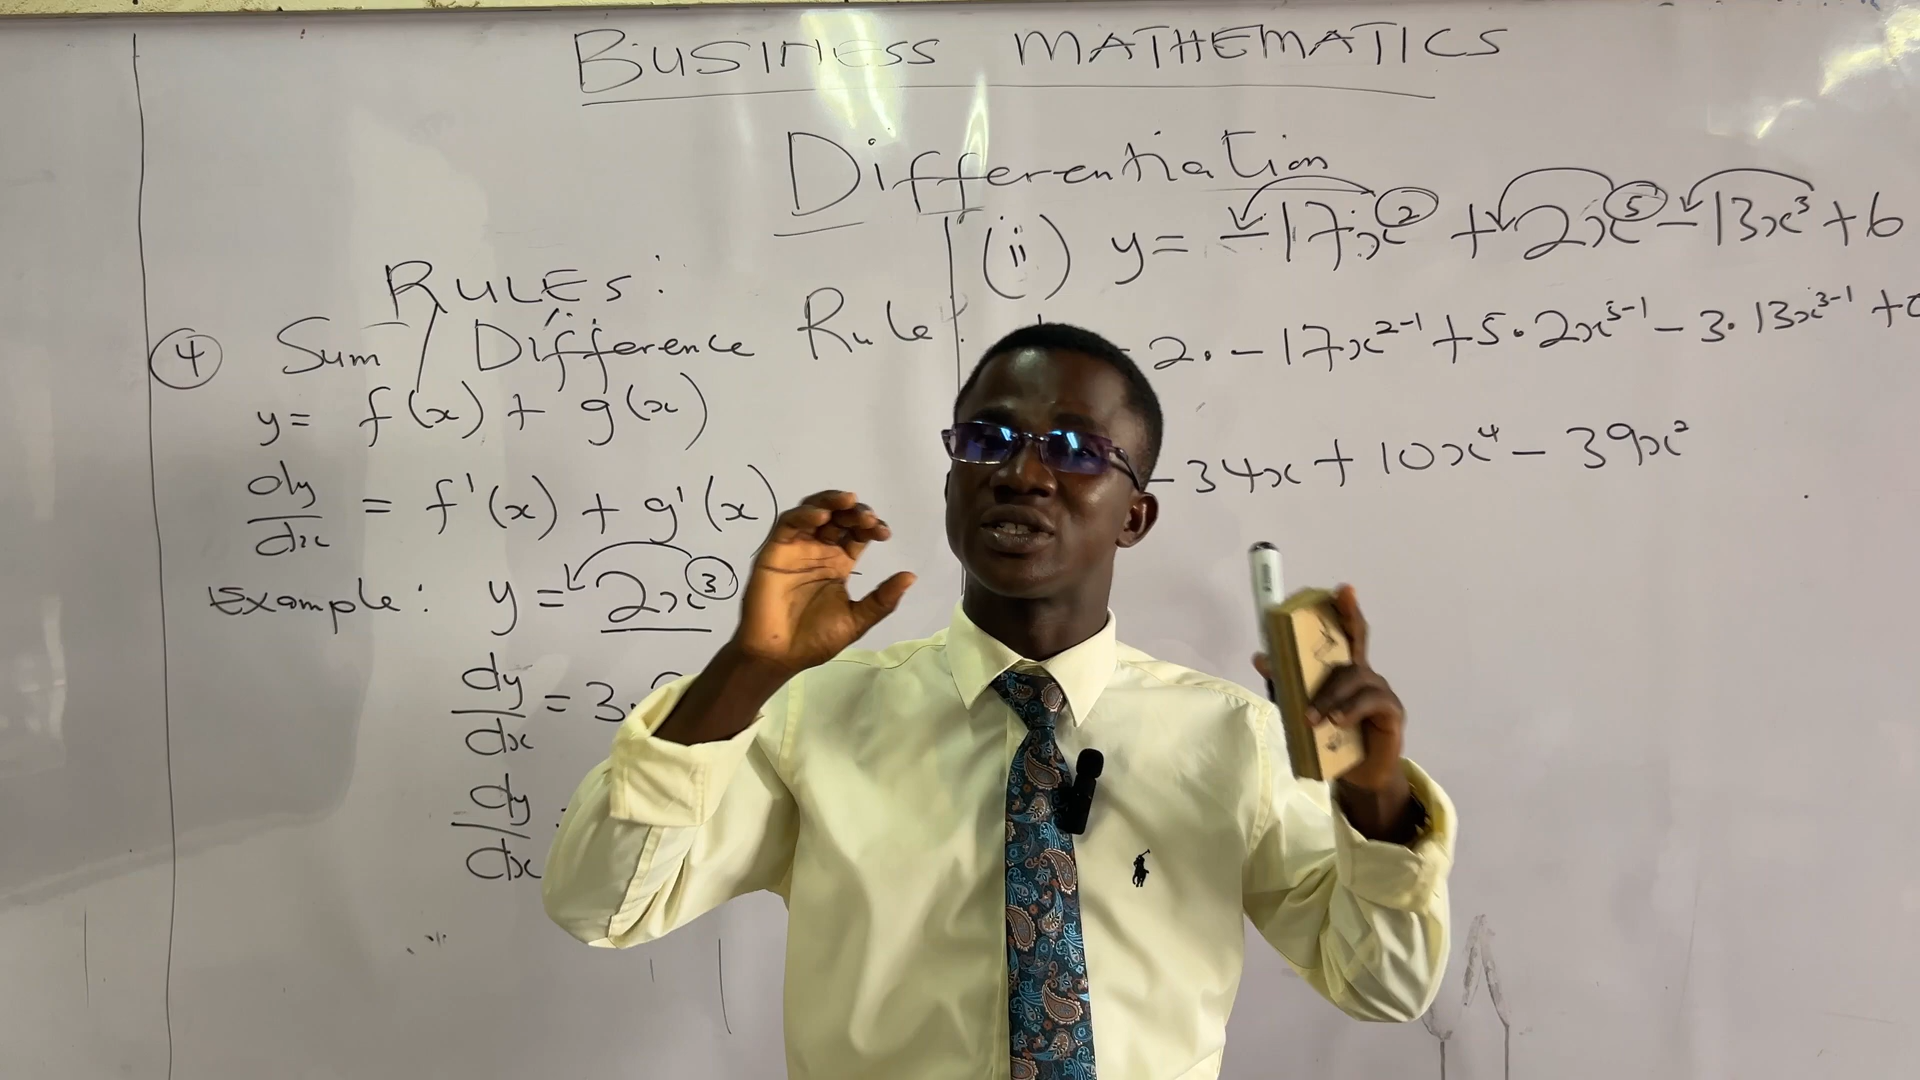 BUSINESS MATHEMATICS
Differentiation
RULES:
④ Sum / Difference Rule:
y = f(x) + g(x)
dy/dx = f'(x) + g'(x)
Example: y = 2x³
dy/dx = 3.
dy/dx
(ii) y = -17x² + 2x⁵ - 13x³ + 6
2. - 17x²⁻¹ + 5.2x⁵⁻¹ - 3.13x³⁻¹ +
-34x + 10x⁴ - 39x²